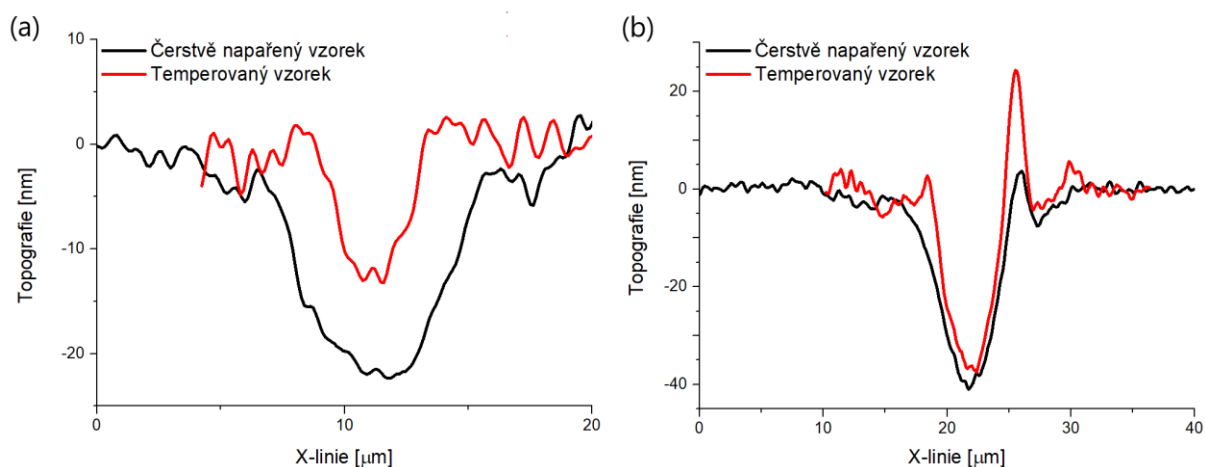 (a)
10
0
-10
-20
Topografie [nm]
Čerstvě napařený vzorek
Temperovaný vzorek
0
10
20
X-linie [µm]
(b)
20
0
-20
-40
Topografie [nm]
Čerstvě napařený vzorek
Temperovaný vzorek
0
10
20
30
40
X-linie [µm]